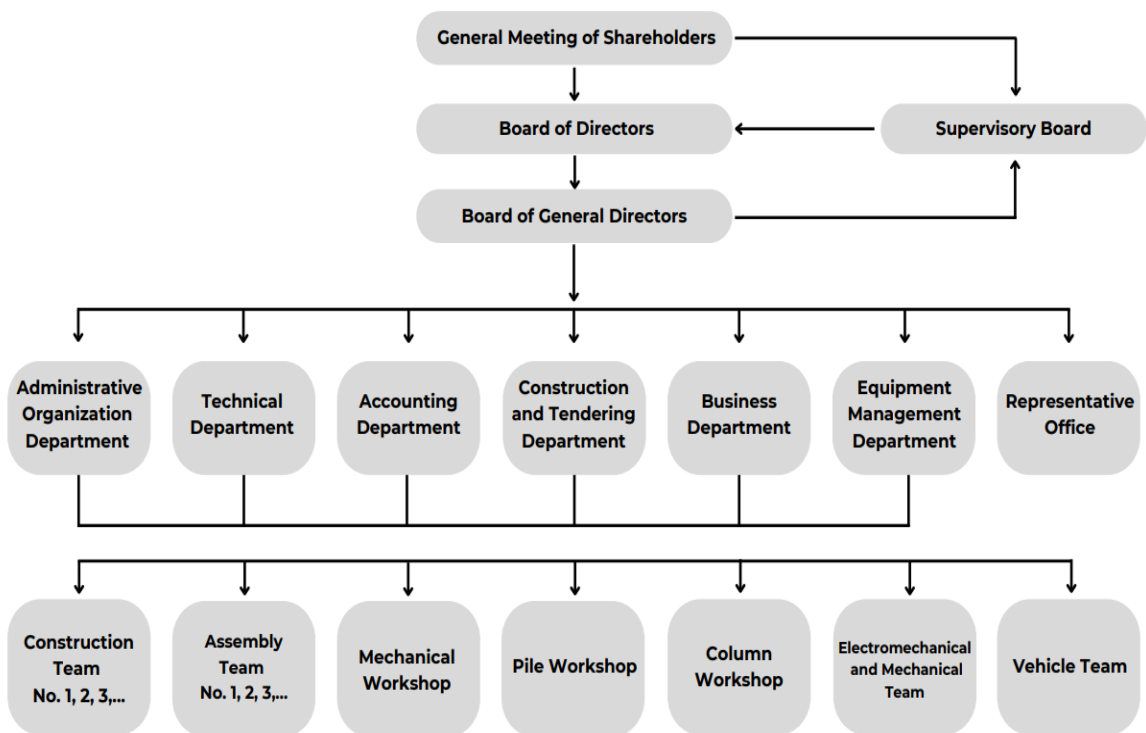 General Meeting of Shareholders
Board of Directors
Supervisory Board
Board of General Directors
Administrative
Organization
Department
Technical
Department
Accounting
Department
Construction
and Tendering
Department
Business
Department
Equipment
Management
Department
Representative
Office
Construction
Team
No. 1, 2, 3,...
Assembly
Team
No. 1, 2, 3,...
Mechanical
Workshop
Pile Workshop
Column
Workshop
Electromechanical
and Mechanical
Team
Vehicle Team